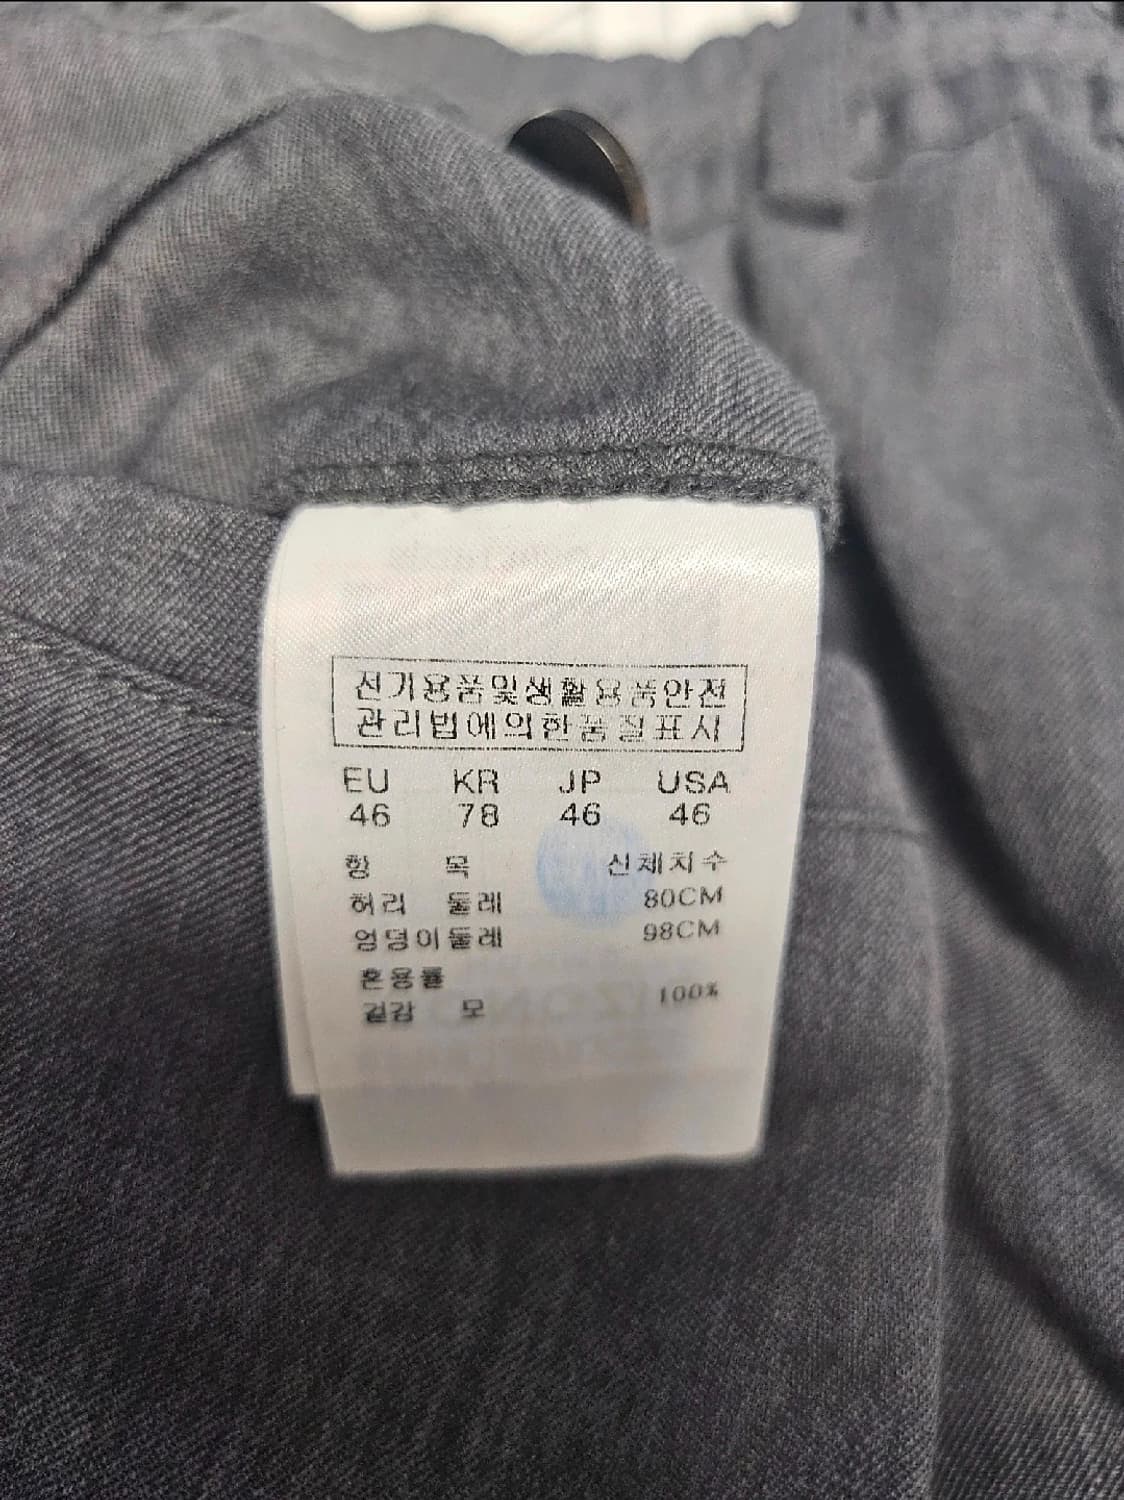 전기용품및생활용품안전
관리법에의한품질표시
EU KR JP USA
46 78 46 46
항 목 신체치수
허리 둘레 80CM
엉덩이둘레 98CM
혼용률
겉감 모 100%